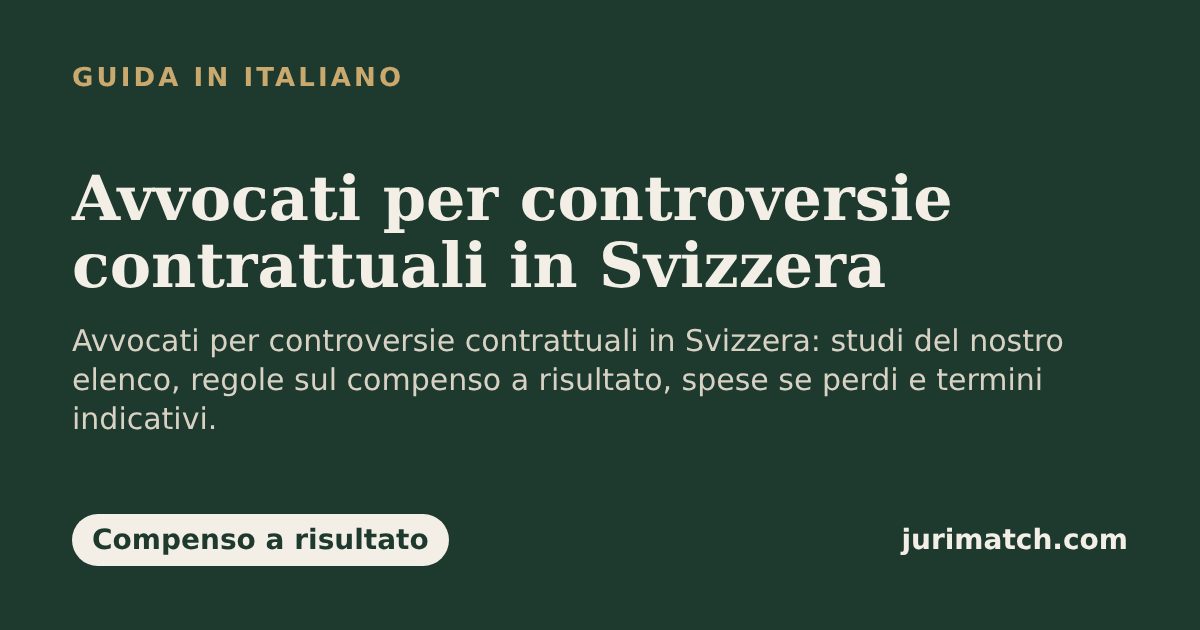 GUIDA IN ITALIANO
Avvocati per controversie
contrattuali in Svizzera
Avvocati per controversie contrattuali in Svizzera: studi del nostro
elenco, regole sul compenso a risultato, spese se perdi e termini
indicativi.
Compenso a risultato
jurimatch.com